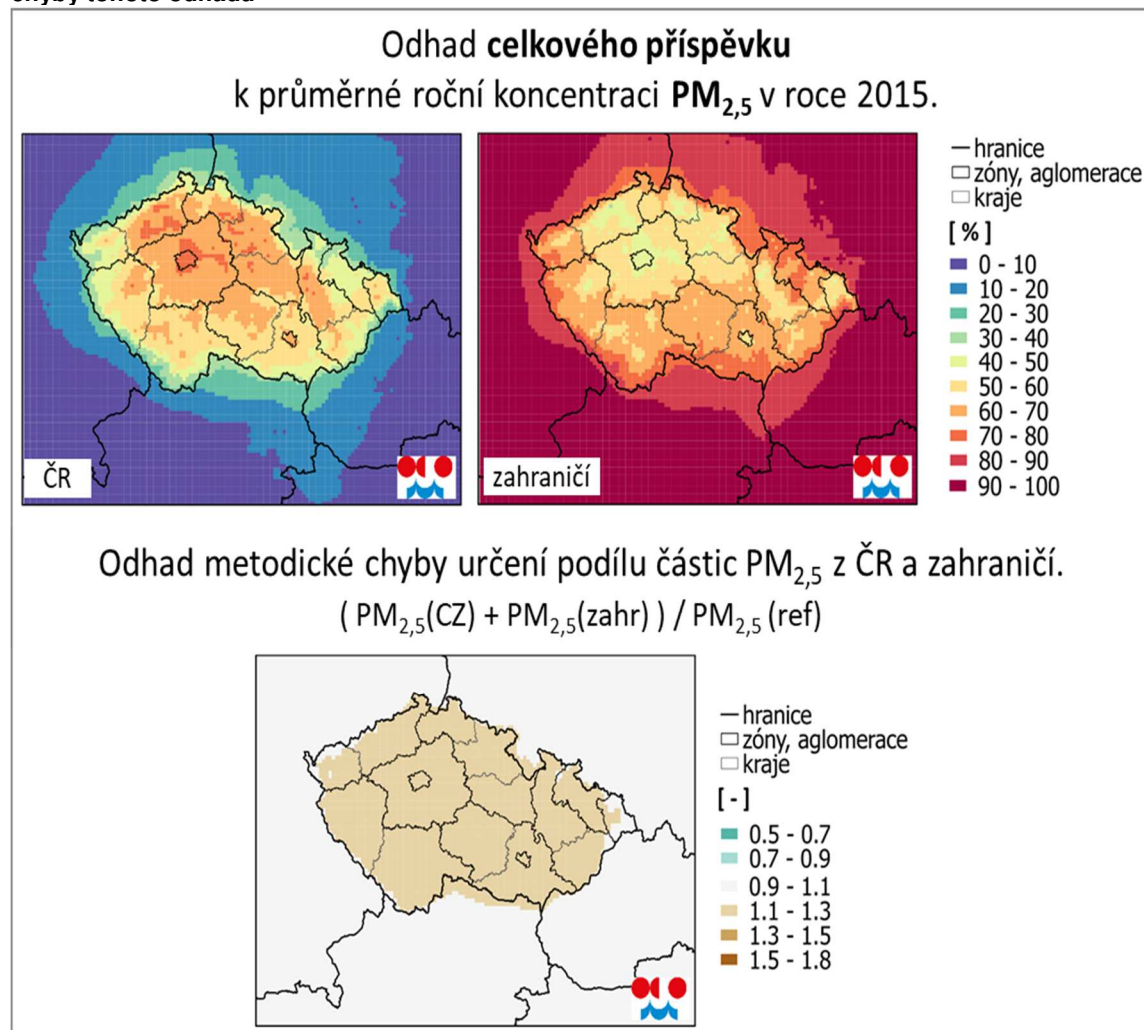 chyby tohoto odhadu
Odhad celkového příspěvku
k průměrné roční koncentraci PM2,5 v roce 2015.
ČR
zahraničí
hranice
zóny, aglomerace
kraje
[ % ]
0 - 10
10 - 20
20 - 30
30 - 40
40 - 50
50 - 60
60 - 70
70 - 80
80 - 90
90 - 100
Odhad metodické chyby určení podílu částic PM2,5 z ČR a zahraničí.
( PM2,5(CZ) + PM2,5(zahr) ) / PM2,5 (ref)
hranice
zóny, aglomerace
kraje
[ - ]
0.5 - 0.7
0.7 - 0.9
0.9 - 1.1
1.1 - 1.3
1.3 - 1.5
1.5 - 1.8